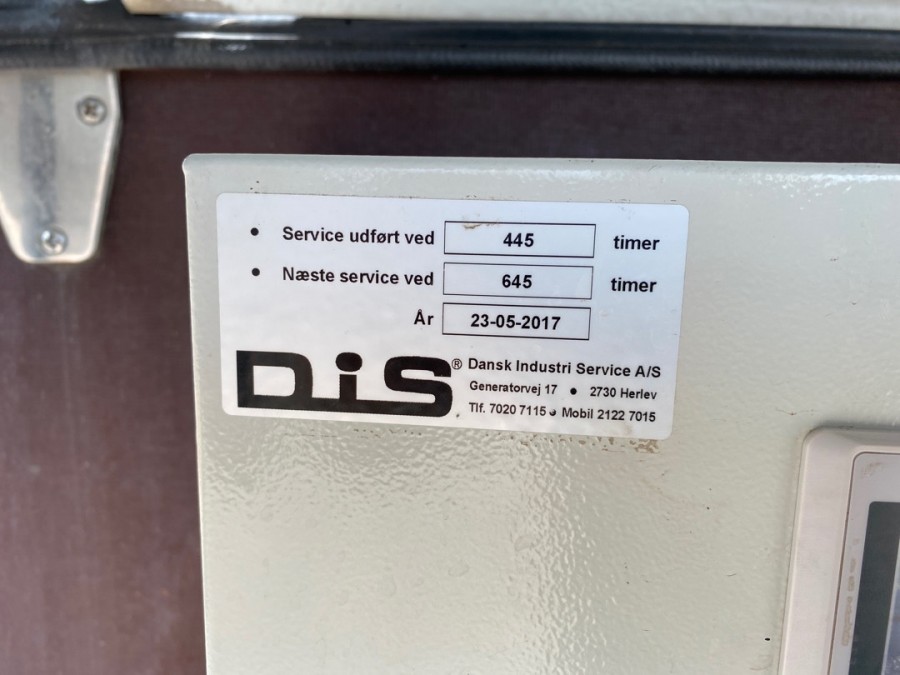 • Service udført ved 445 timer
• Næste service ved 645 timer
År 23-05-2017
DiS® Dansk Industri Service A/S
Generatorvej 17 • 2730 Herlev
Tlf. 7020 7115 • Mobil 2122 7015